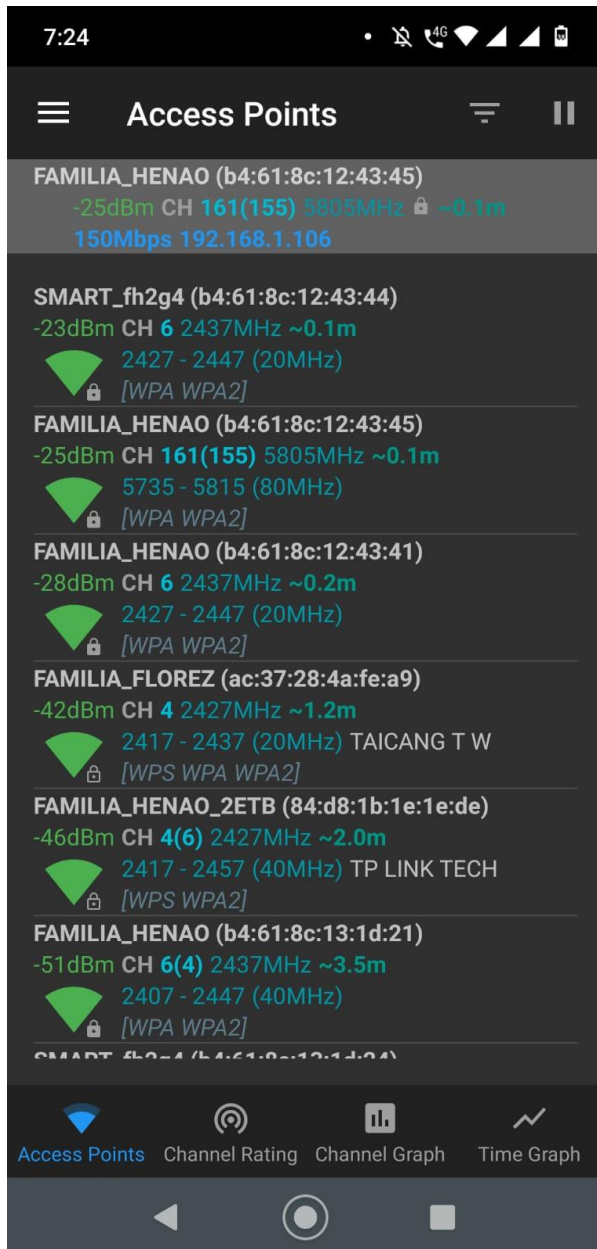 7:24
4G
Access Points
FAMILIA_HENAO (b4:61:8c:12:43:45)
-25dBm CH 161(155) 5805MHz ~0.1m
150Mbps 192.168.1.106
SMART_fh2g4 (b4:61:8c:12:43:44)
-23dBm CH 6 2437MHz ~0.1m
2427 - 2447 (20MHz)
[WPA WPA2]
FAMILIA_HENAO (b4:61:8c:12:43:45)
-25dBm CH 161(155) 5805MHz ~0.1m
5735 - 5815 (80MHz)
[WPA WPA2]
FAMILIA_HENAO (b4:61:8c:12:43:41)
-28dBm CH 6 2437MHz ~0.2m
2427 - 2447 (20MHz)
[WPA WPA2]
FAMILIA_FLOREZ (ac:37:28:4a:fe:a9)
-42dBm CH 4 2427MHz ~1.2m
2417 - 2437 (20MHz) TAICANG T W
[WPS WPA WPA2]
FAMILIA_HENAO_2ETB (84:d8:1b:1e:1e:de)
-46dBm CH 4(6) 2427MHz ~2.0m
2417 - 2457 (40MHz) TP LINK TECH
[WPS WPA2]
FAMILIA_HENAO (b4:61:8c:13:1d:21)
-51dBm CH 6(4) 2437MHz ~3.5m
2407 - 2447 (40MHz)
[WPA WPA2]
SMART_fh2g4 (b4:61:8c:13:1d:24)
Access Points Channel Rating Channel Graph Time Graph